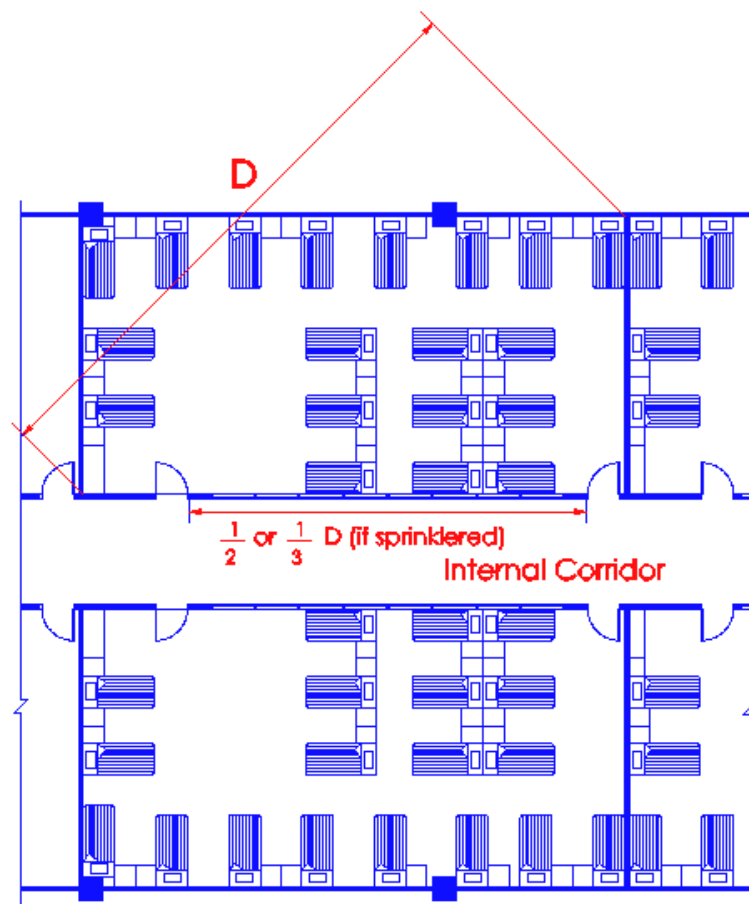 D
1/2 or 1/3 D (if sprinklered)
Internal Corridor